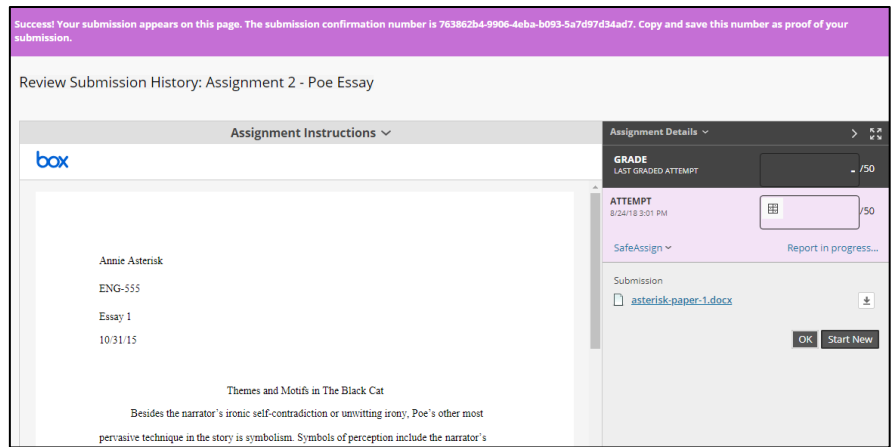 Success! Your submission appears on this page. The submission confirmation number is 763862b4-9906-4eba-b093-5a7d97d34ad7. Copy and save this number as proof of your
submission.
Review Submission History: Assignment 2 - Poe Essay
Assignment Instructions
box
Annie Asterisk
ENG-555
Essay 1
10/31/15
Themes and Motifs in The Black Cat
Besides the narrator's ironic self-contradiction or unwitting irony, Poe's other most
pervasive technique in the story is symbolism. Symbols of perception include the narrator's
Assignment Details
GRADE
LAST GRADED ATTEMPT
- /50
ATTEMPT
8/24/18 3:01 PM
/50
SafeAssign
Report in progress...
Submission
asterisk-paper-1.docx
OK
Start New